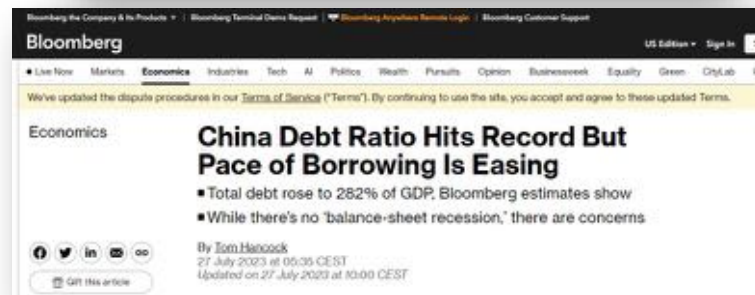 Bloomberg the Company & Its Products Bloomberg Terminal Demo Request Bloomberg Anywhere Remote Login Bloomberg Customer Support
Bloomberg US Edition Sign In
Live Now Markets Economics Industries Tech AI Politics Wealth Pursuits Opinion Businessweek Equality Green CityLab
We've updated the dispute procedures in our Terms of Service ("Terms"). By continuing to use the site, you accept and agree to these updated Terms.
Economics
China Debt Ratio Hits Record But
Pace of Borrowing Is Easing
Total debt rose to 282% of GDP, Bloomberg estimates show
While there's no 'balance-sheet recession,' there are concerns
By Tom Hancock
27 July 2023 at 05:35 CEST
Updated on 27 July 2023 at 10:00 CEST
Gift this article